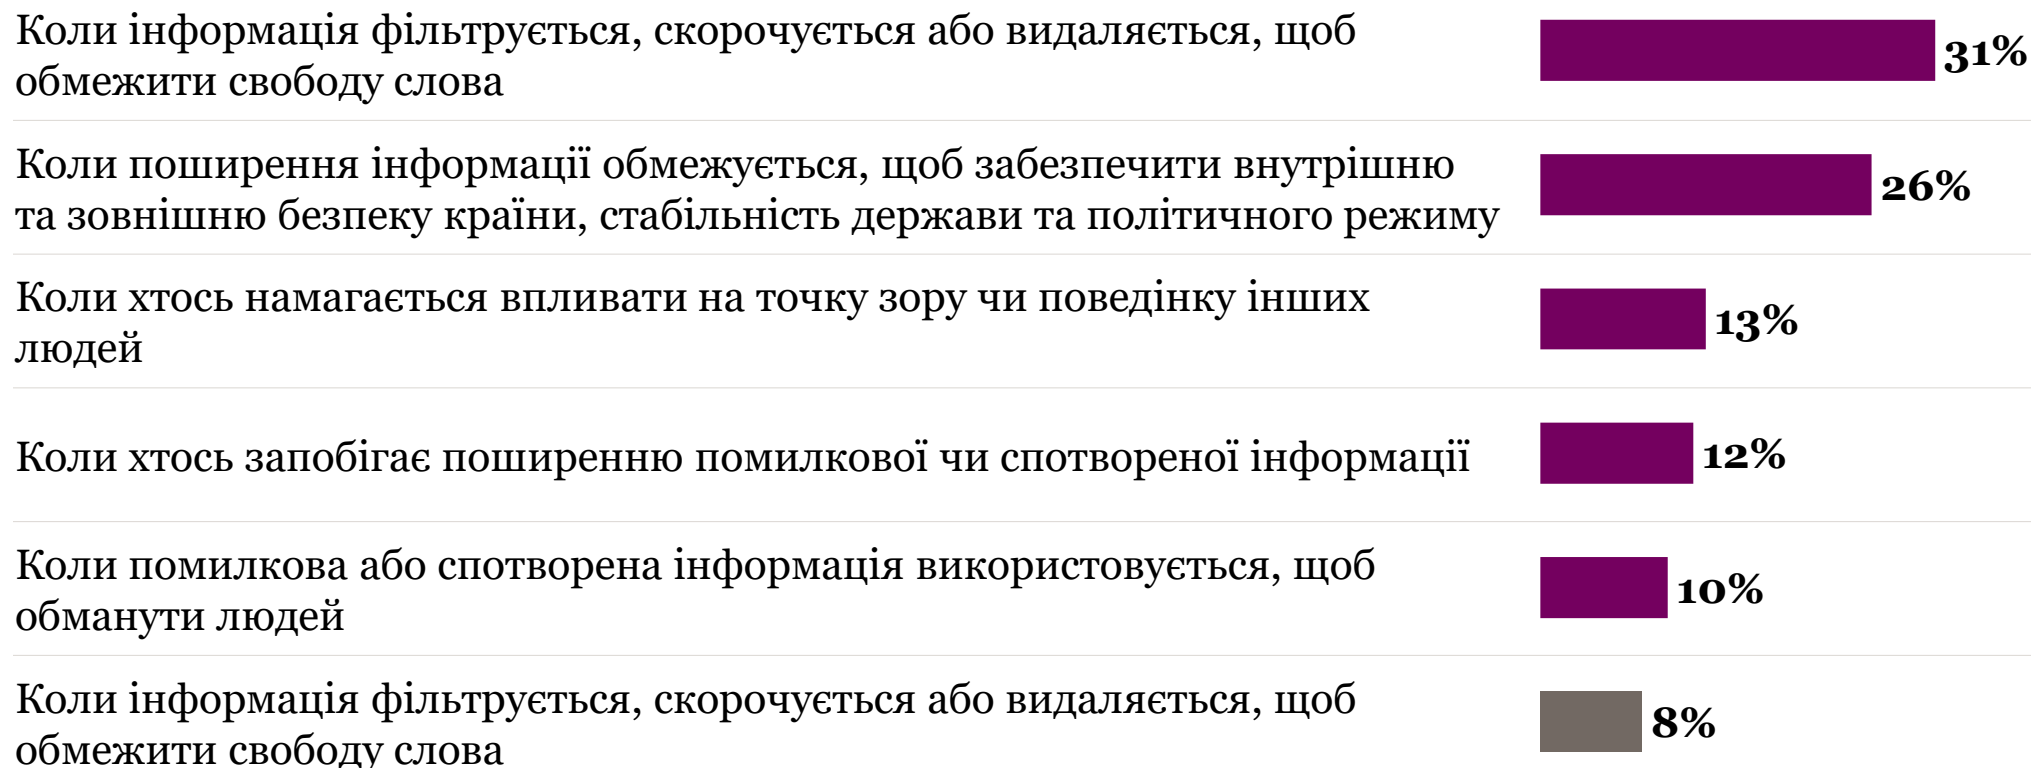 Коли інформація фільтрується, скорочується або видаляється, щоб
обмежити свободу слова
31%
Коли поширення інформації обмежується, щоб забезпечити внутрішню
та зовнішню безпеку країни, стабільність держави та політичного режиму
26%
Коли хтось намагається впливати на точку зору чи поведінку інших
людей
13%
Коли хтось запобігає поширенню помилкової чи спотвореної інформації
12%
Коли помилкова або спотворена інформація використовується, щоб
обманути людей
10%
Коли інформація фільтрується, скорочується або видаляється, щоб
обмежити свободу слова
8%